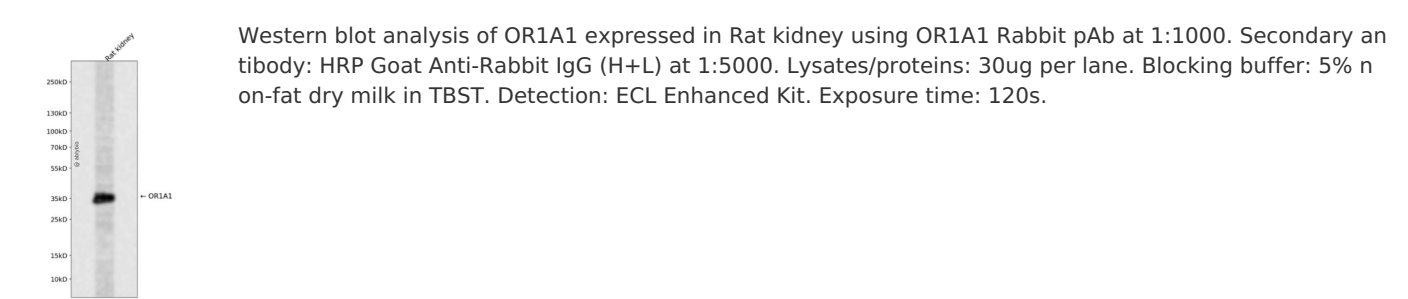 Rat kidney
Western blot analysis of OR1A1 expressed in Rat kidney using OR1A1 Rabbit pAb at 1:1000. Secondary an
tibody: HRP Goat Anti-Rabbit IgG (H+L) at 1:5000. Lysates/proteins: 30ug per lane. Blocking buffer: 5% n
on-fat dry milk in TBST. Detection: ECL Enhanced Kit. Exposure time: 120s.
250kD
130kD
100kD
70kD
55kD
35kD
← OR1A1
25kD
15kD
10kD
@ abbybio